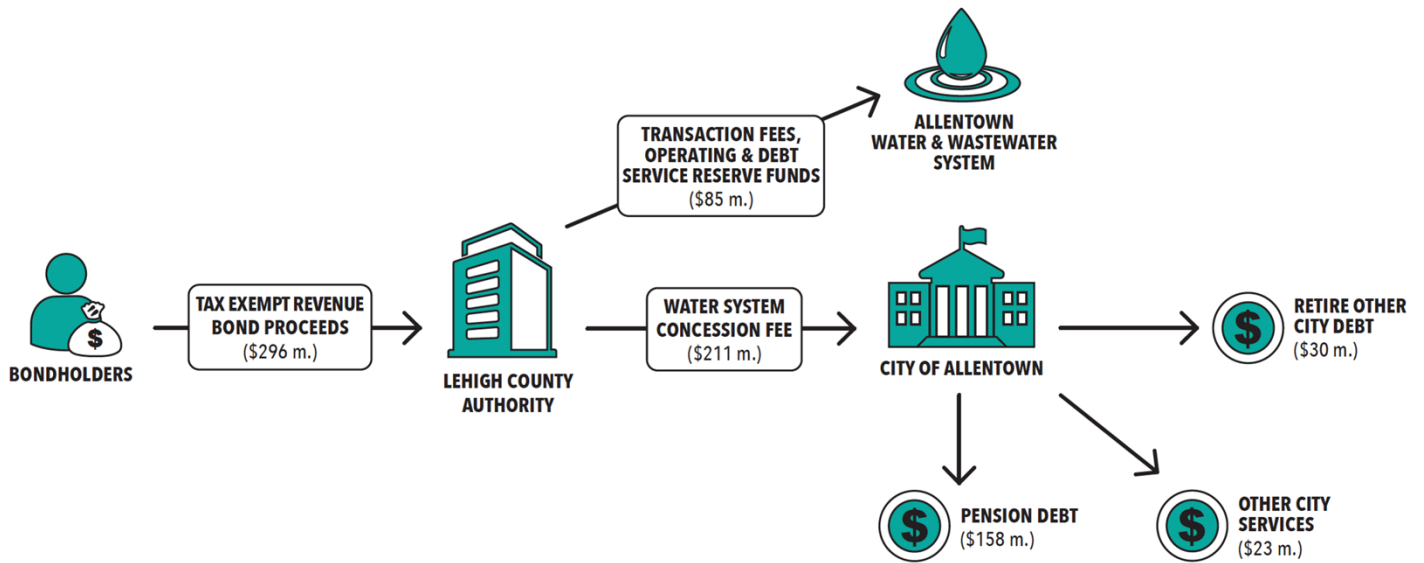 ALLENTOWN
WATER & WASTEWATER
SYSTEM
TRANSACTION FEES,
OPERATING & DEBT
SERVICE RESERVE FUNDS
($85 m.)
$
BONDHOLDERS
TAX EXEMPT REVENUE
BOND PROCEEDS
($296 m.)
LEHIGH COUNTY
AUTHORITY
WATER SYSTEM
CONCESSION FEE
($211 m.)
CITY OF ALLENTOWN
$
RETIRE OTHER
CITY DEBT
($30 m.)
$
PENSION DEBT
($158 m.)
$
OTHER CITY
SERVICES
($23 m.)